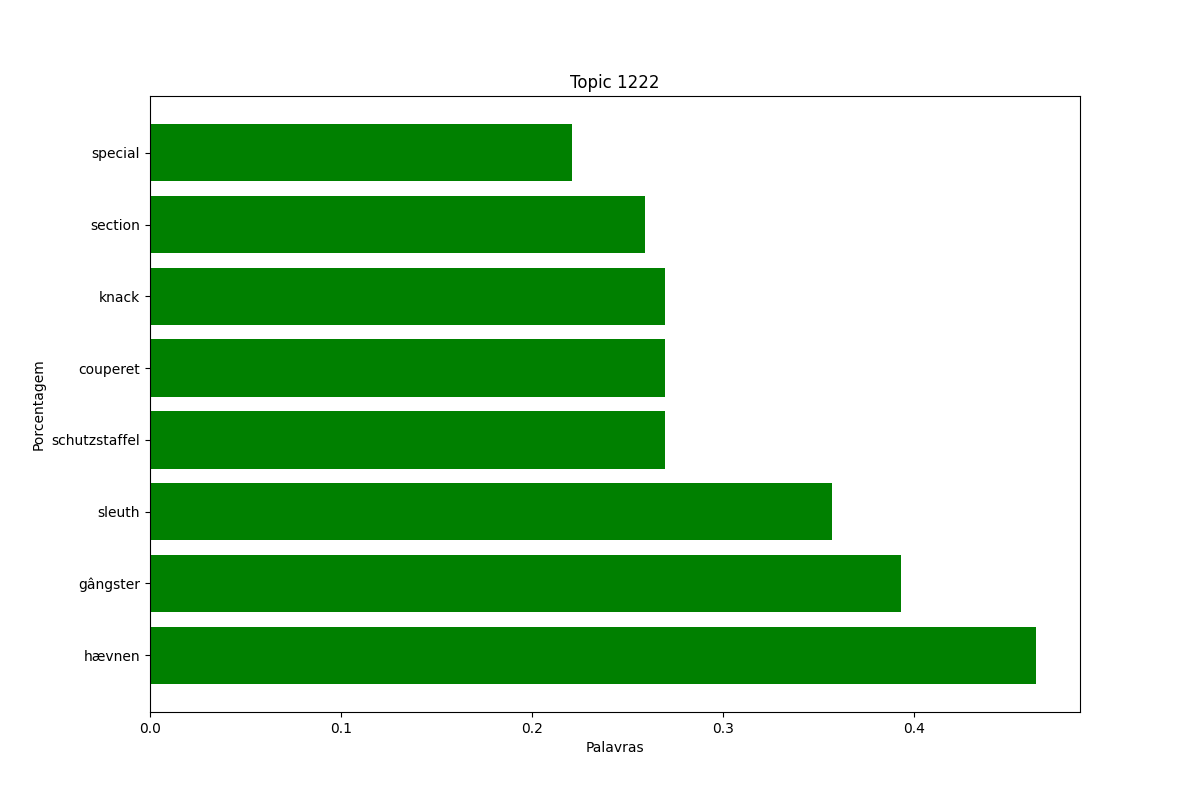 Topic 1222
special
section
knack
couperet
schutzstaffel
sleuth
gângster
hævnen
Porcentagem
0.0 0.1 0.2 0.3 0.4
Palavras